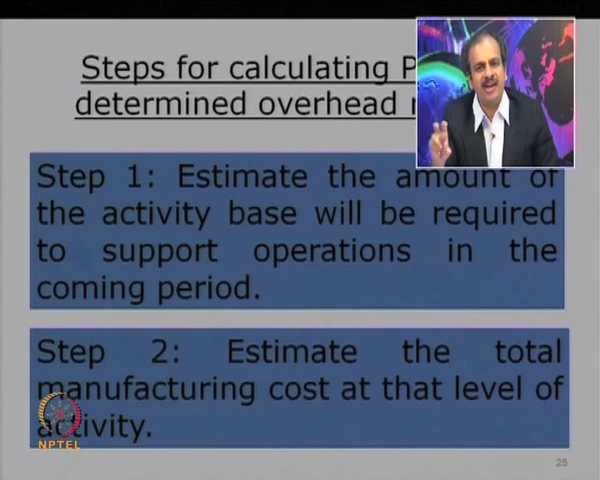 Steps for calculating P
determined overhead
Step 1: Estimate the amount of
the activity base will be required
to support operations in the
coming period.
Step 2: Estimate the total
manufacturing cost at that level of
activity.
NPTEL
25